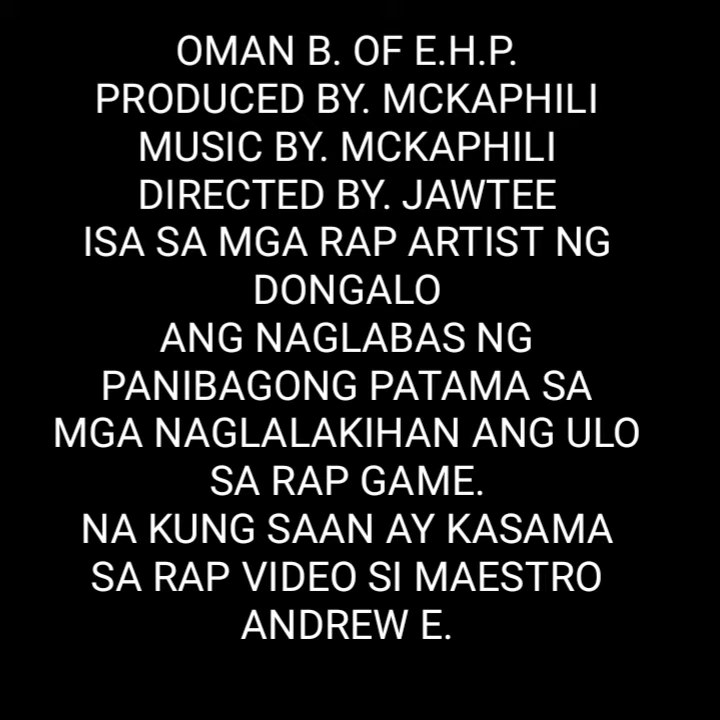 OMAN B. OF E.H.P.
PRODUCED BY. MCKAPHILI
MUSIC BY. MCKAPHILI
DIRECTED BY. JAWTEE
ISA SA MGA RAP ARTIST NG
DONGALO
ANG NAGLABAS NG
PANIBAGONG PATAMA SA
MGA NAGLALAKIHAN ANG ULO
SA RAP GAME.
NA KUNG SAAN AY KASAMA
SA RAP VIDEO SI MAESTRO
ANDREW E.